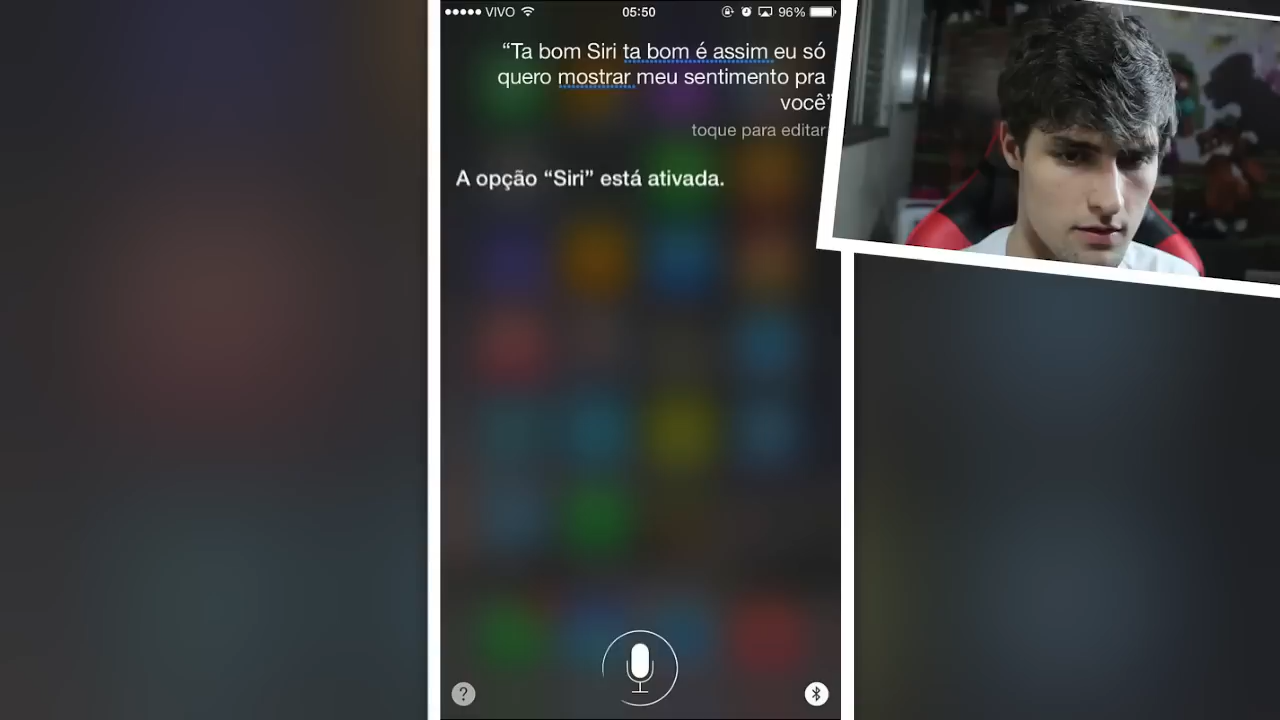 VIVO 05:50 96%
“Ta bom Siri ta bom é assim eu só
quero mostrar meu sentimento pra
você”
toque para editar
A opção “Siri” está ativada.
?